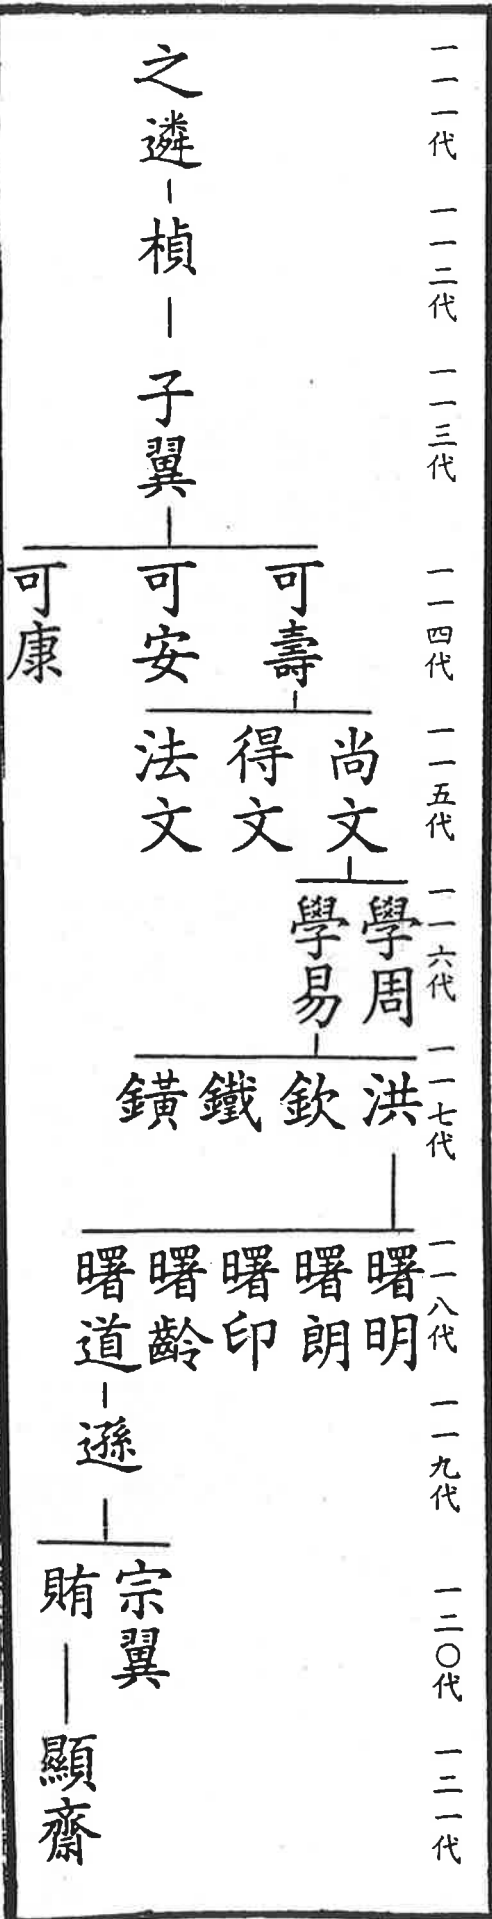 一一一代
之遴
一一二代
楨
一一三代
子翼
一一四代
可壽
可安
可康
一一五代
尚文
得文
法文
一一六代
學周
學易
一一七代
洪
欽
鐵
鐄
一一八代
曙明
曙朗
曙印
曙齡
曙道
一一九代
遜
一二〇代
宗翼
賄
一二一代
顯齋